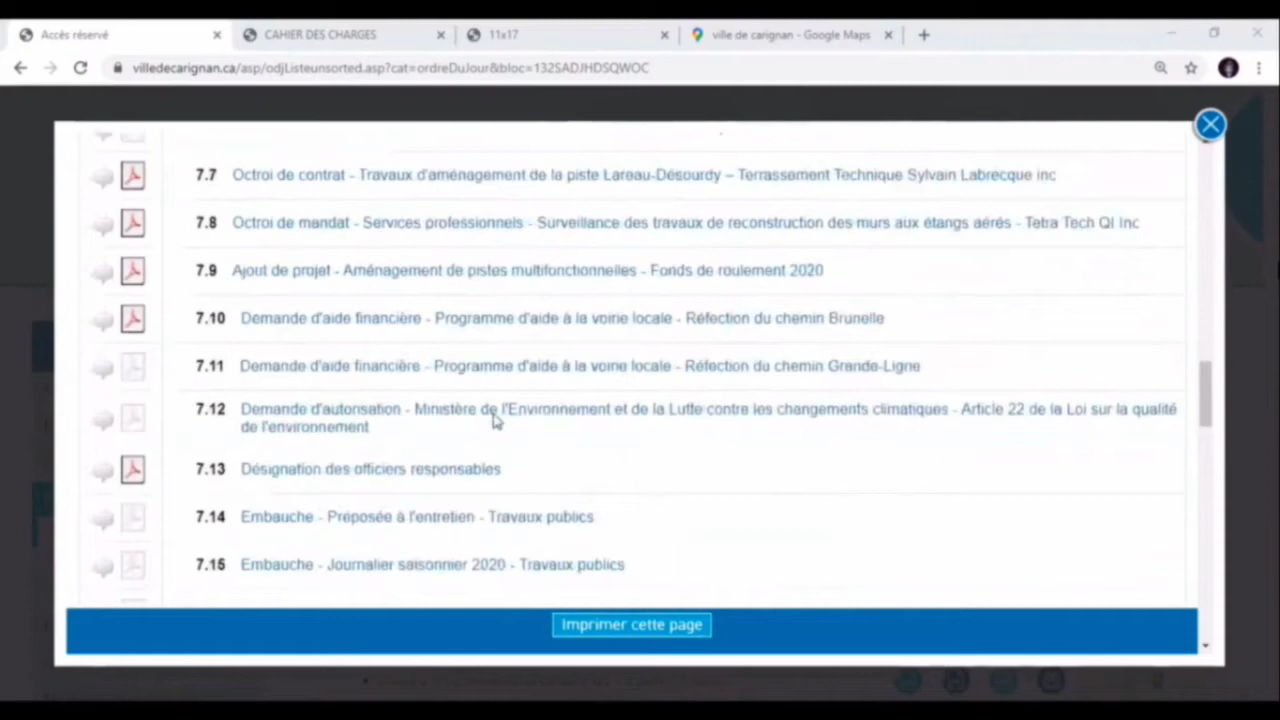 Accès réservé
CAHIER DES CHARGES
11x17
ville de carignan - Google Maps
villedecarignan.ca/asp/odjListeunsorted.asp?cat=ordreDuJour&bloc=132SADJHDSQWOC
7.7 Octroi de contrat - Travaux d'aménagement de la piste Lareau-Désourdy – Terrassement Technique Sylvain Labrecque inc
7.8 Octroi de mandat - Services professionnels - Surveillance des travaux de reconstruction des murs aux étangs aérés - Tetra Tech QI Inc
7.9 Ajout de projet - Aménagement de pistes multifonctionnelles - Fonds de roulement 2020
7.10 Demande d'aide financière - Programme d'aide à la voirie locale - Réfection du chemin Brunelle
7.11 Demande d'aide financière - Programme d'aide à la voirie locale - Réfection du chemin Grande-Ligne
7.12 Demande d'autorisation - Ministère de l'Environnement et de la Lutte contre les changements climatiques - Article 22 de la Loi sur la qualité
de l'environnement
7.13 Désignation des officiers responsables
7.14 Embauche - Préposée à l'entretien - Travaux publics
7.15 Embauche - Journalier saisonnier 2020 - Travaux publics
Imprimer cette page